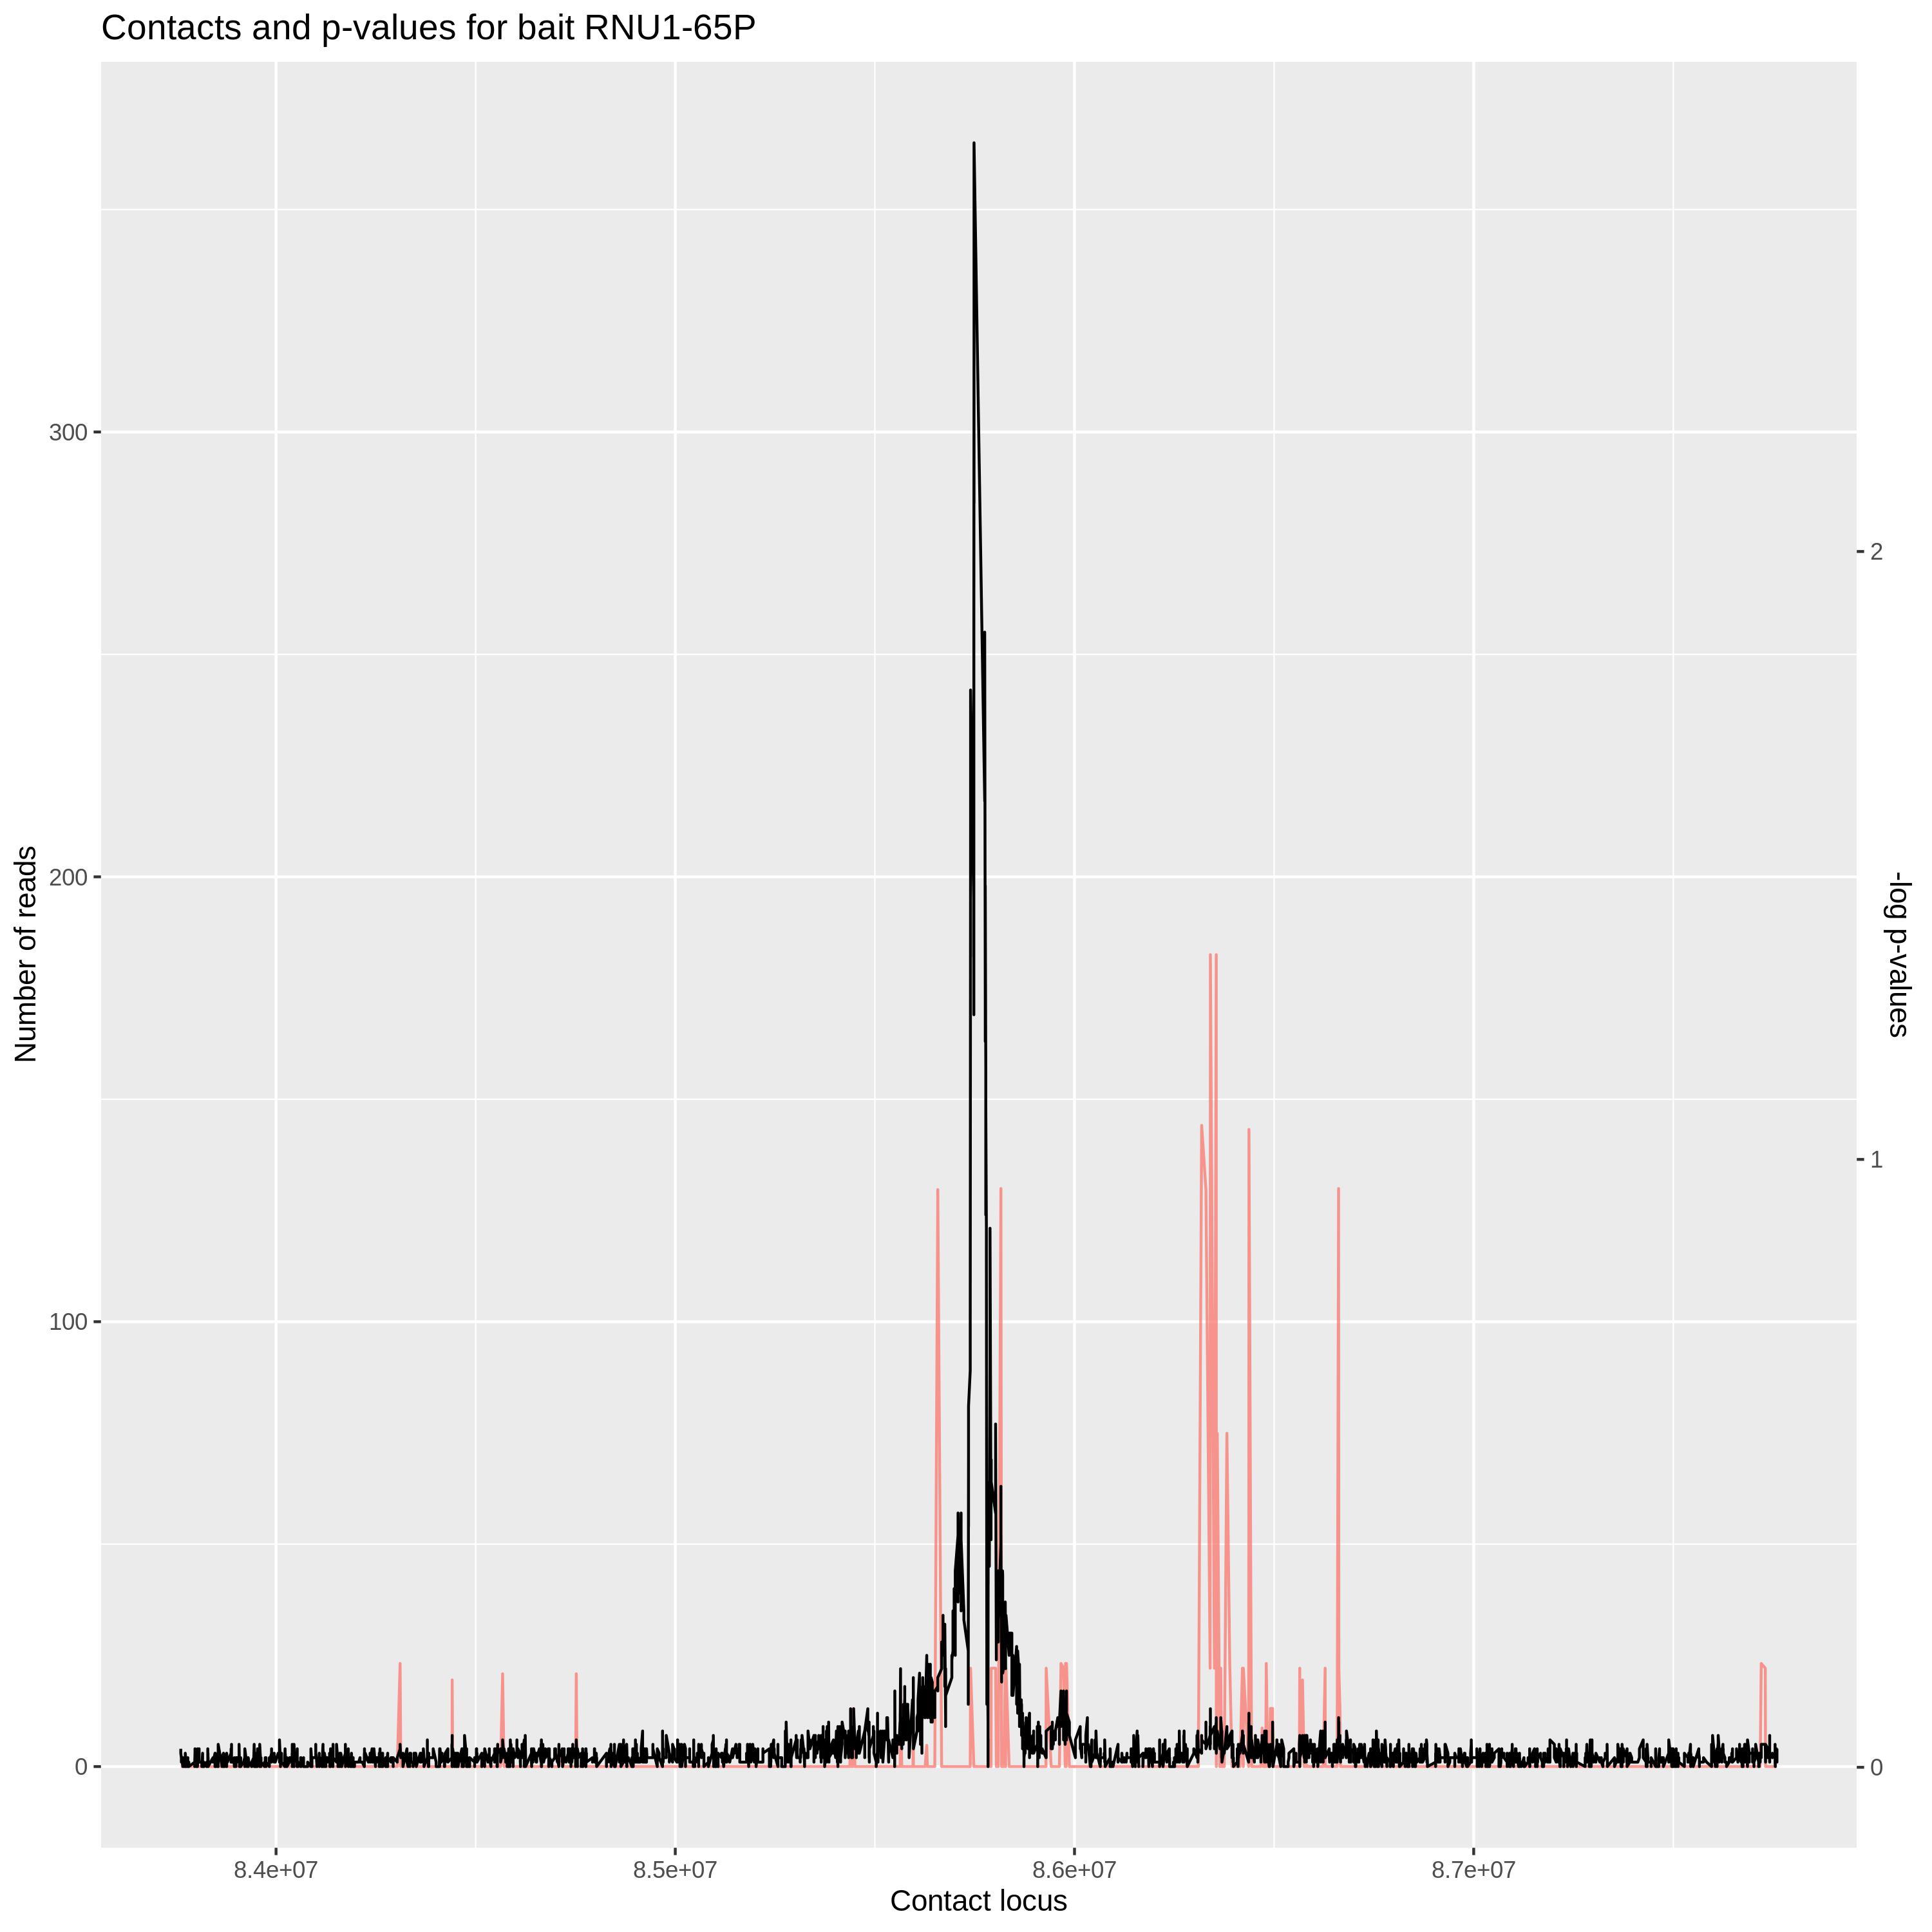 Contacts and p-values for bait RNU1-65P
Number of reads
300
200
100
0
2
1
0
-log p-values
8.4e+07 8.5e+07 8.6e+07 8.7e+07
Contact locus